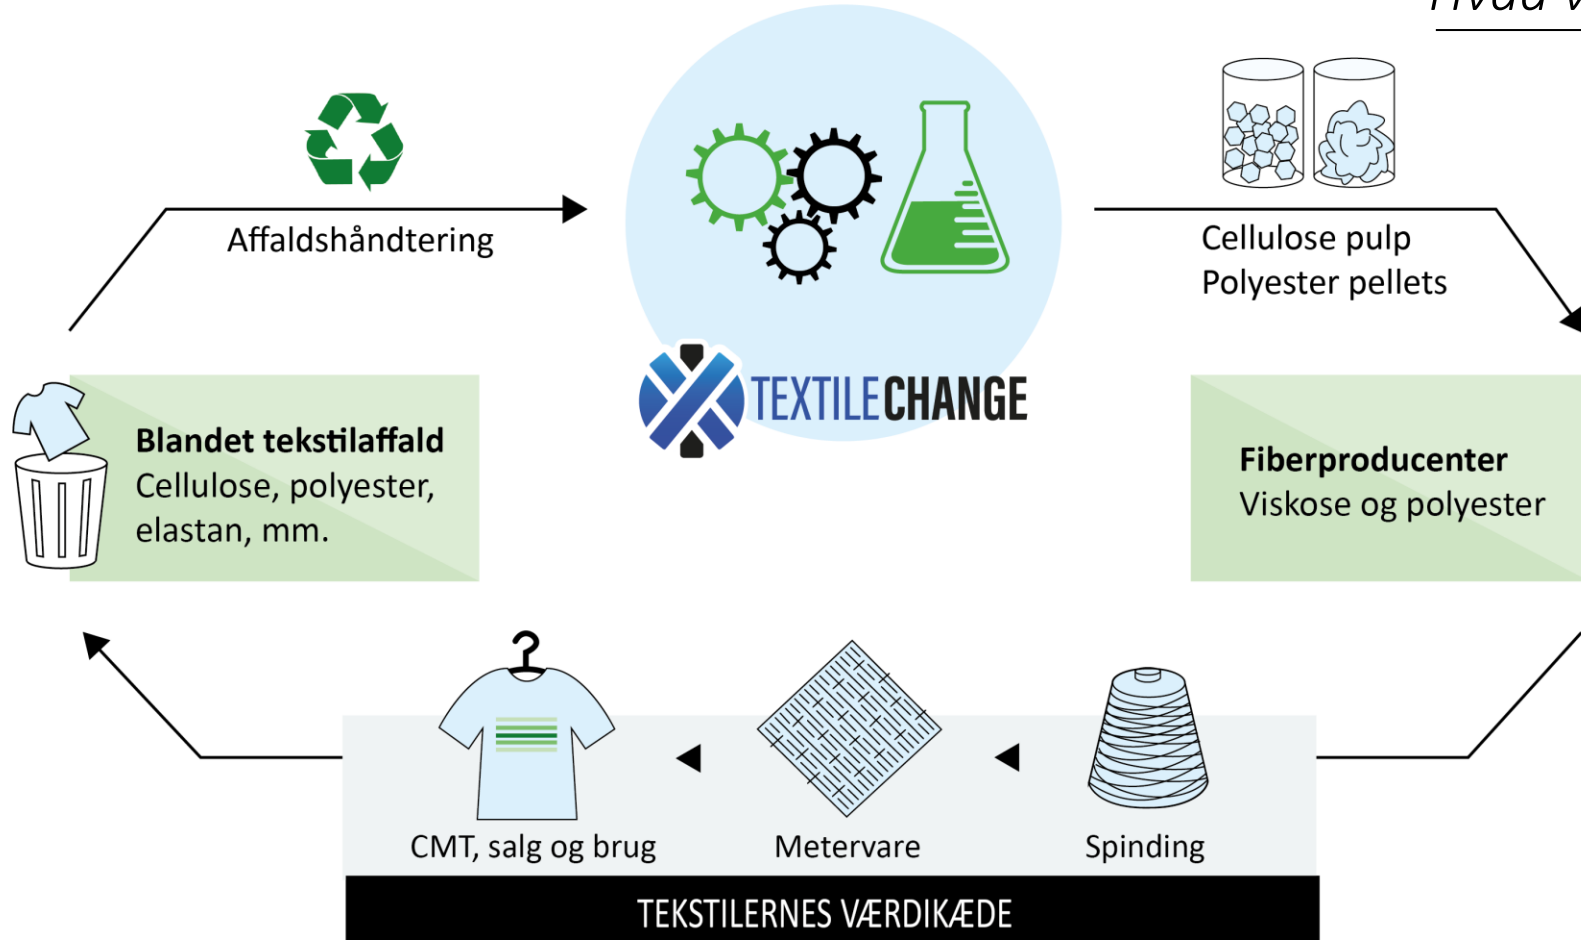 Affaldshåndtering
Cellulose pulp
Polyester pellets
TEXTILECHANGE
Blandet tekstilaffald
Cellulose, polyester,
elastan, mm.
Fiberproducenter
Viskose og polyester
CMT, salg og brug
Metervare
Spinding
TEKSTILERNES VÆRDIKÆDE